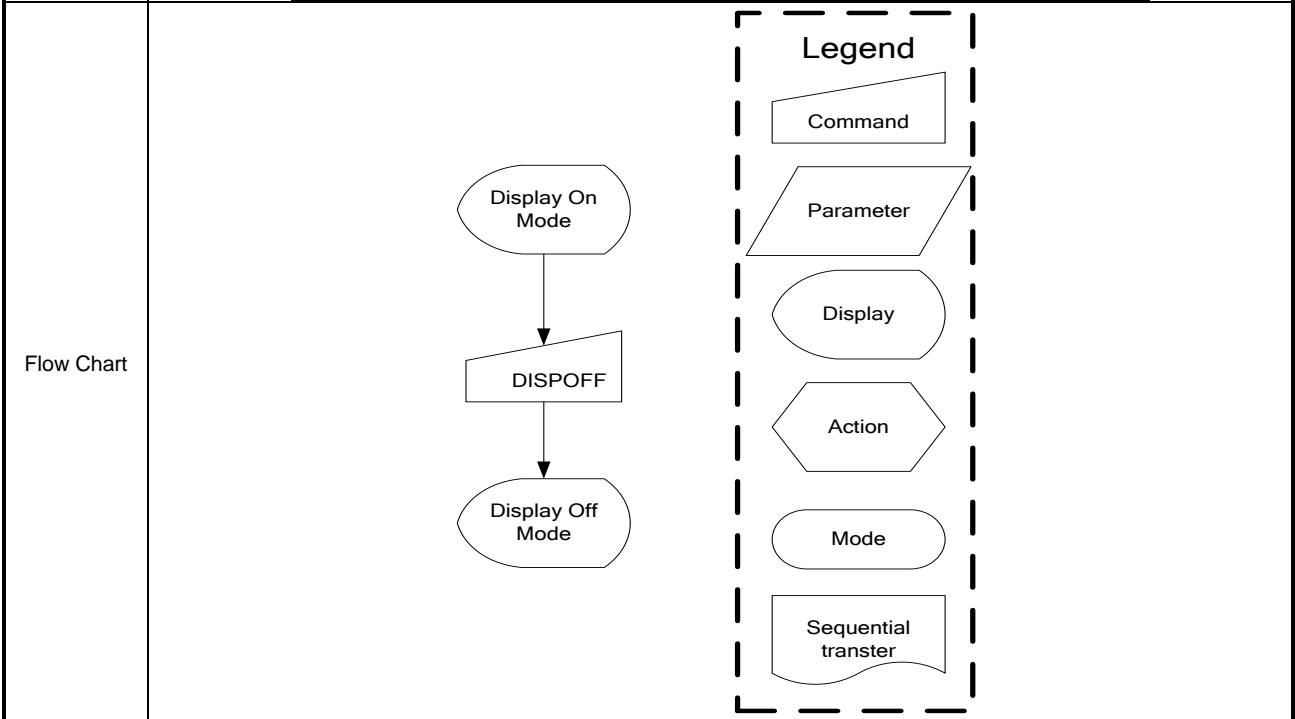 Flow Chart
Display On
Mode
DISPOFF
Display Off
Mode
Legend
Command
Parameter
Display
Action
Mode
Sequential
transter